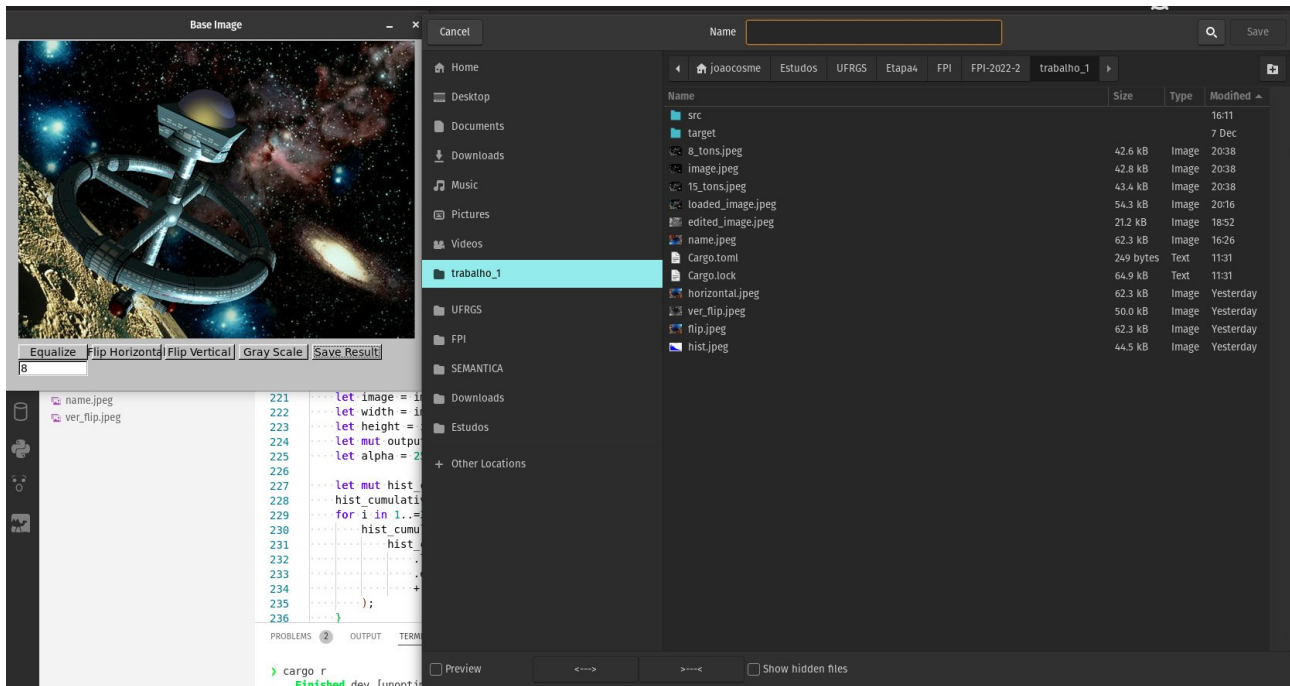 Base Image
Equalize Flip Horizontal Flip Vertical Gray Scale Save Result
8
Cancel Name Save
Home
Desktop
Documents
Downloads
Music
Pictures
Videos
trabalho_1
UFRGS
FPI
SEMANTICA
Downloads
Estudos
+ Other Locations
joaocosme Estudos UFRGS Etapa4 FPI FPI-2022-2 trabalho_1
Name Size Type Modified
src 16:11
target 7 Dec
8_tons.jpeg 42.6 kB Image 20:38
image.jpeg 42.8 kB Image 20:38
15_tons.jpeg 43.4 kB Image 20:38
loaded_image.jpeg 54.3 kB Image 20:16
edited_image.jpeg 21.2 kB Image 18:52
name.jpeg 62.3 kB Image 16:26
Cargo.toml 249 bytes Text 11:31
Cargo.lock 64.9 kB Text 11:31
horizontal.jpeg 62.3 kB Image Yesterday
ver_flip.jpeg 50.0 kB Image Yesterday
flip.jpeg 62.3 kB Image Yesterday
hist.jpeg 44.5 kB Image Yesterday
Preview <---> >---< Show hidden files
name.jpeg
ver_flip.jpeg
221 let image = i
222 let width = i
223 let height =
224 let mut outpu
225 let alpha = 2
226
227 let mut hist_
228 hist_cumulati
229 for i in 1..=
230 hist_cumu
231 hist_
232 .
233 .
234 +
235 );
236 }
PROBLEMS 2 OUTPUT TERM
❯ cargo r
Finished dev [unopti